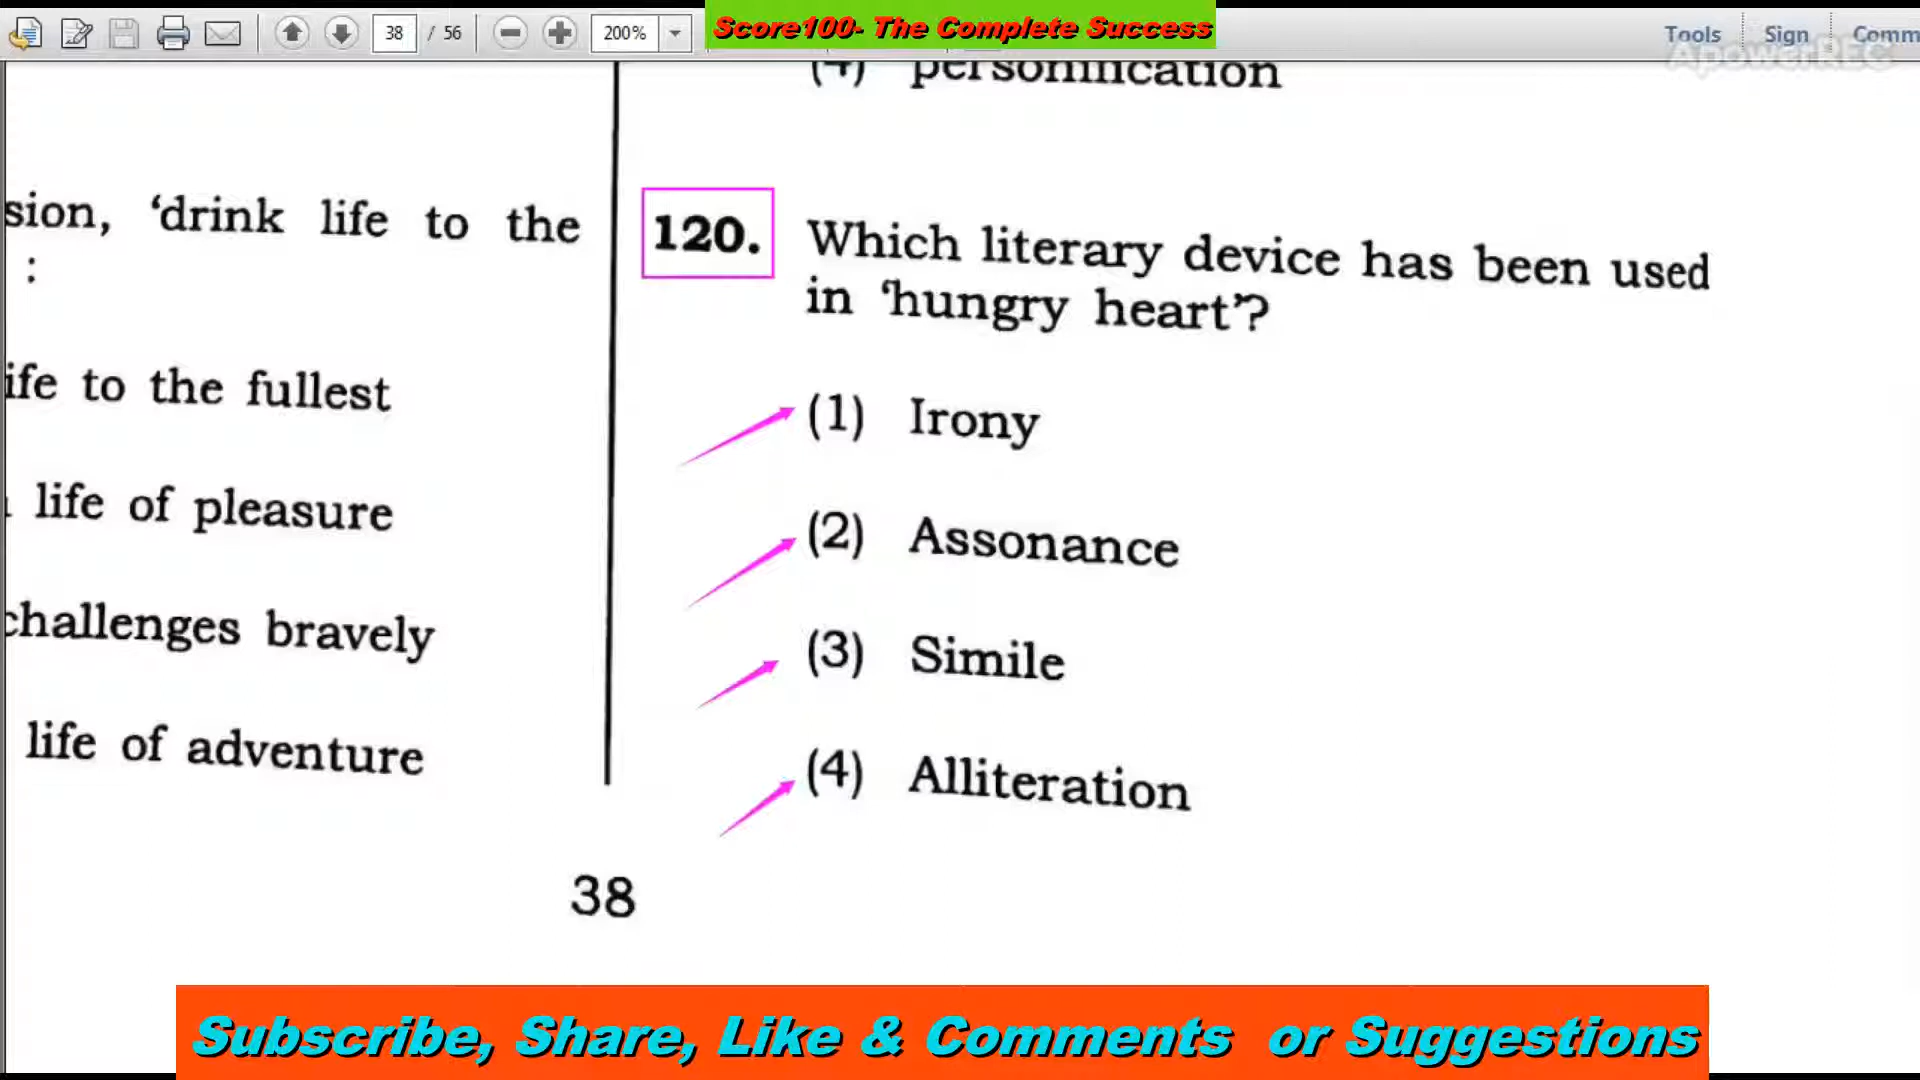 Score100- The Complete Success
38 / 56
200%
Tools Sign Comm
ApowerREC
(4) personification
sion, ‘drink life to the
:
ife to the fullest
life of pleasure
challenges bravely
life of adventure
120. Which literary device has been used
in ‘hungry heart’?
(1) Irony
(2) Assonance
(3) Simile
(4) Alliteration
38
Subscribe, Share, Like & Comments or Suggestions